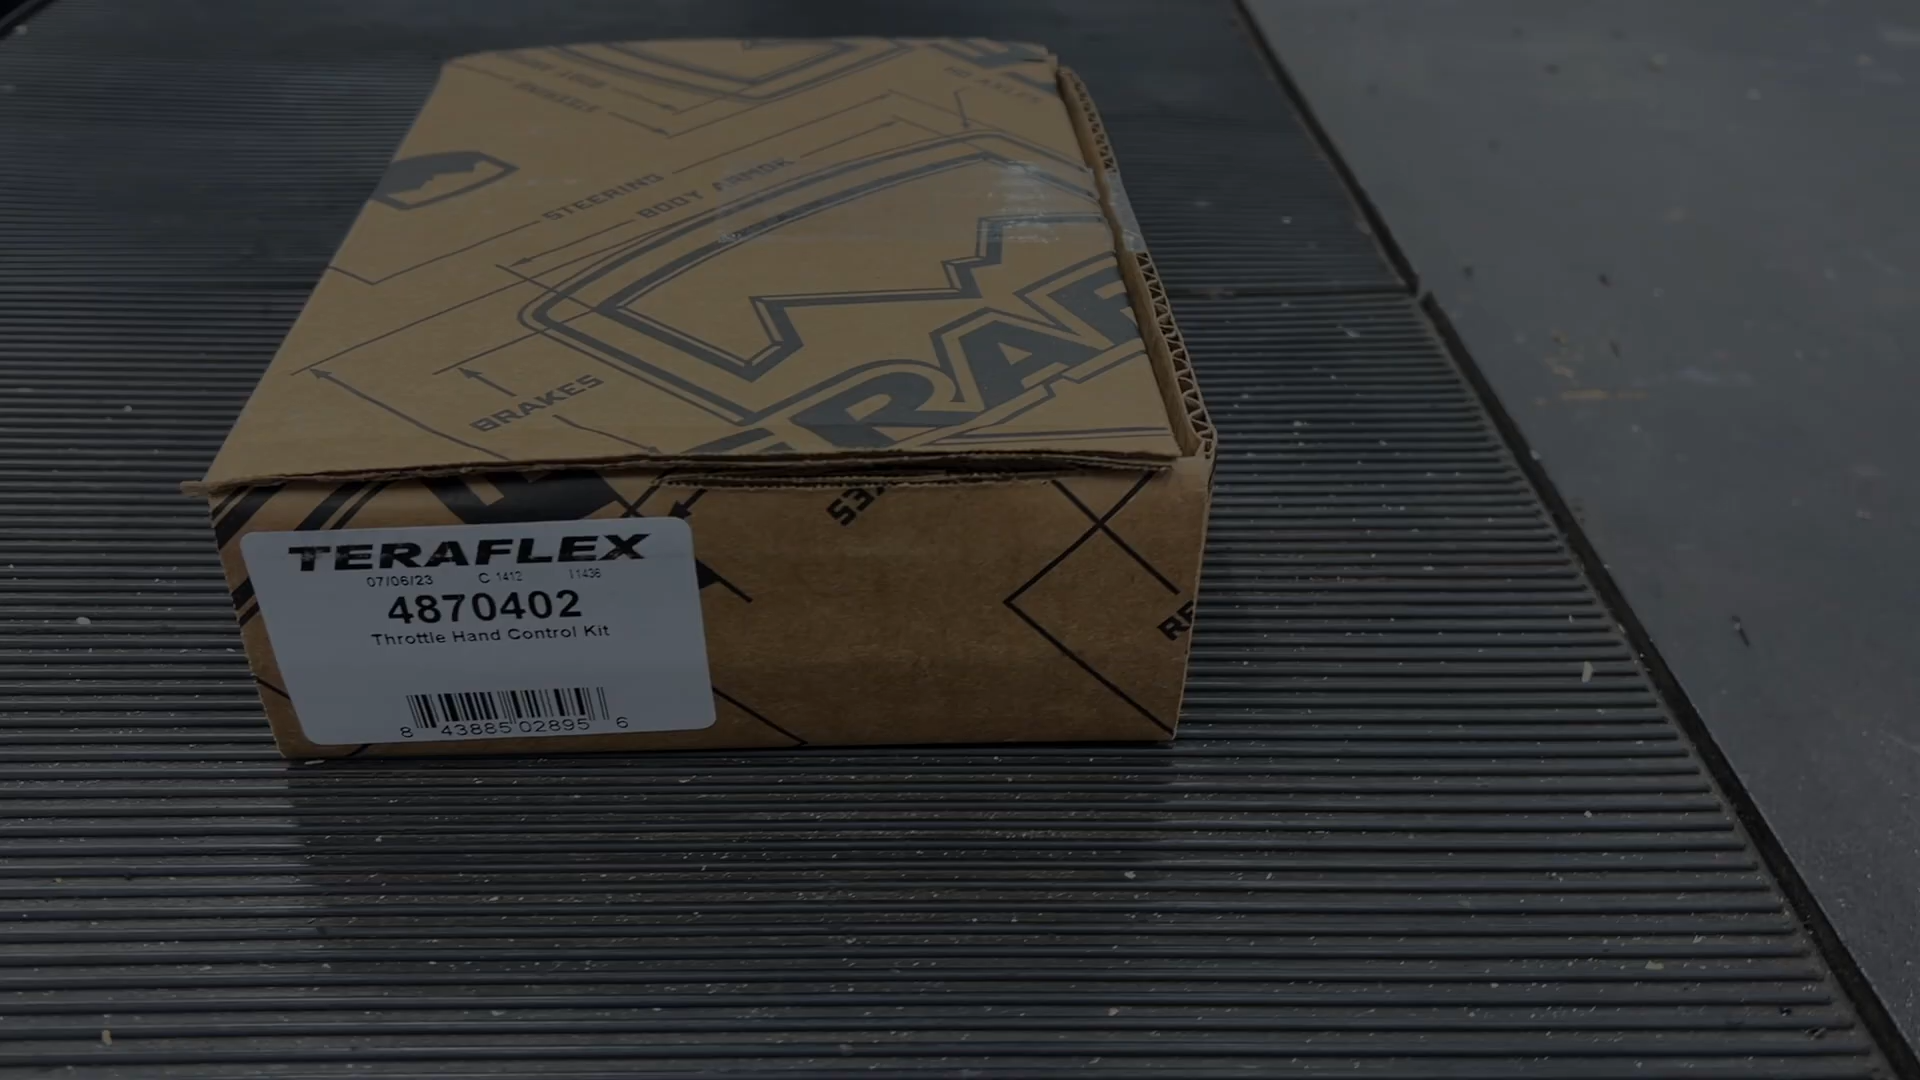 STEERING
BODY ARMOR
BRAKES
TERAFLEX
07/06/23 C 1412 11436
4870402
Throttle Hand Control Kit
8 43885 02895 6